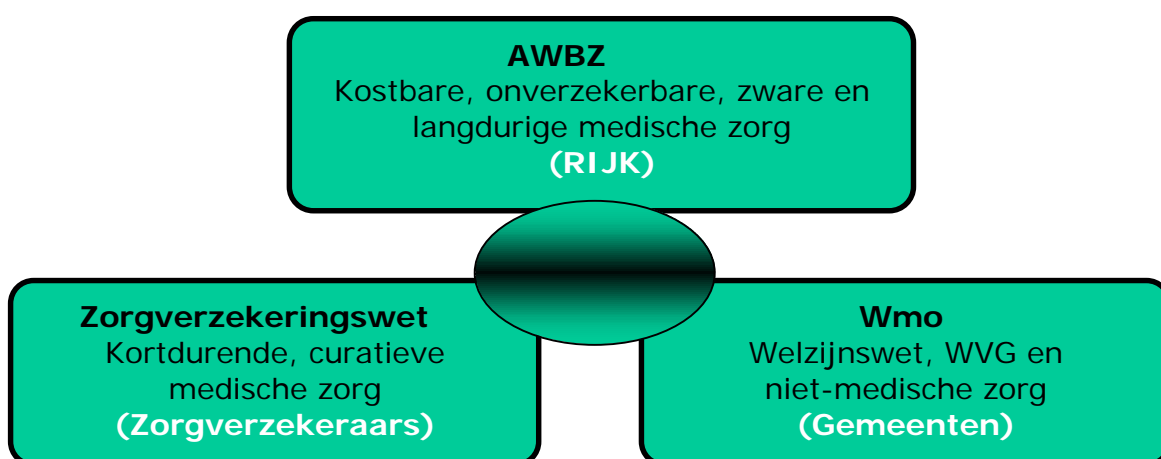 AWBZ
Kostbare, onverzekerbare, zware en
langdurige medische zorg
(RIJK)
Zorgverzekeringswet
Kortdurende, curatieve
medische zorg
(Zorgverzekeraars)
Wmo
Welzijnswet, WVG en
niet-medische zorg
(Gemeenten)